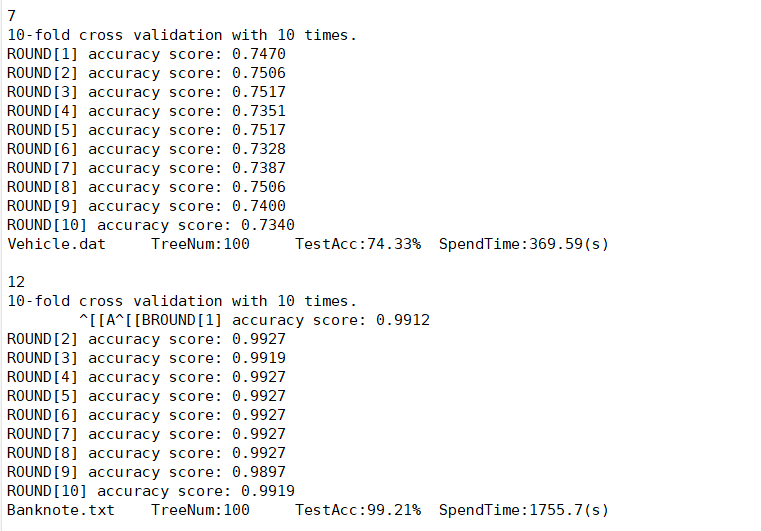 7
10-fold cross validation with 10 times.
ROUND[1] accuracy score: 0.7470
ROUND[2] accuracy score: 0.7506
ROUND[3] accuracy score: 0.7517
ROUND[4] accuracy score: 0.7351
ROUND[5] accuracy score: 0.7517
ROUND[6] accuracy score: 0.7328
ROUND[7] accuracy score: 0.7387
ROUND[8] accuracy score: 0.7506
ROUND[9] accuracy score: 0.7400
ROUND[10] accuracy score: 0.7340
Vehicle.dat     TreeNum:100     TestAcc:74.33%  SpendTime:369.59(s)
12
10-fold cross validation with 10 times.
        ^[[A^[[BROUND[1] accuracy score: 0.9912
ROUND[2] accuracy score: 0.9927
ROUND[3] accuracy score: 0.9919
ROUND[4] accuracy score: 0.9927
ROUND[5] accuracy score: 0.9927
ROUND[6] accuracy score: 0.9927
ROUND[7] accuracy score: 0.9927
ROUND[8] accuracy score: 0.9927
ROUND[9] accuracy score: 0.9897
ROUND[10] accuracy score: 0.9919
Banknote.txt    TreeNum:100     TestAcc:99.21%  SpendTime:1755.7(s)